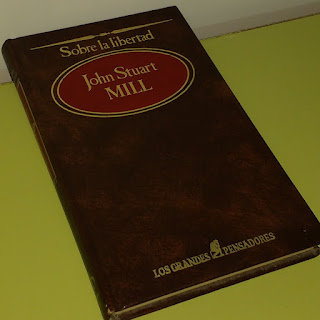 Sobre la libertad
John Stuart
MILL
LOS GRANDES PENSADORES